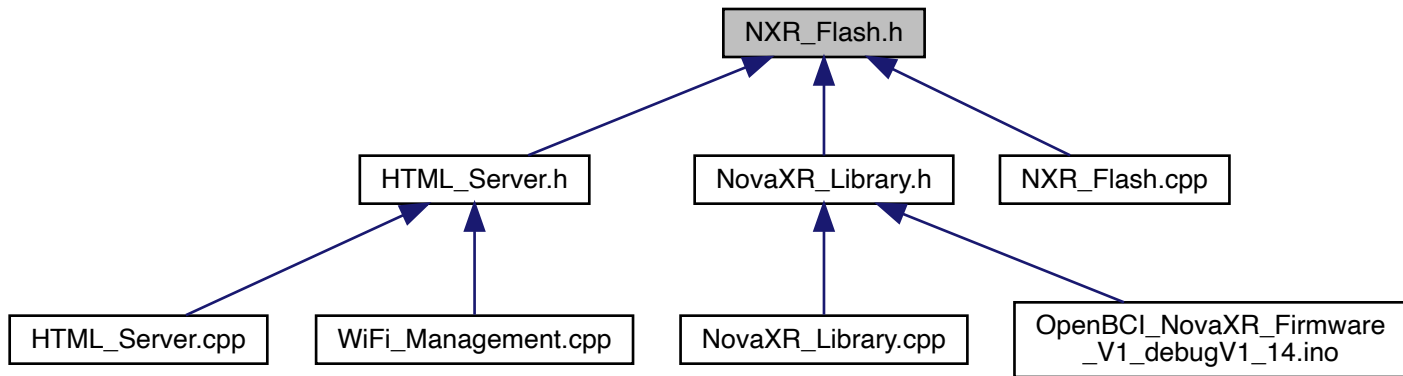 NXR_Flash.h
HTML_Server.h
NovaXR_Library.h
NXR_Flash.cpp
HTML_Server.cpp
WiFi_Management.cpp
NovaXR_Library.cpp
OpenBCI_NovaXR_Firmware
_V1_debugV1_14.ino